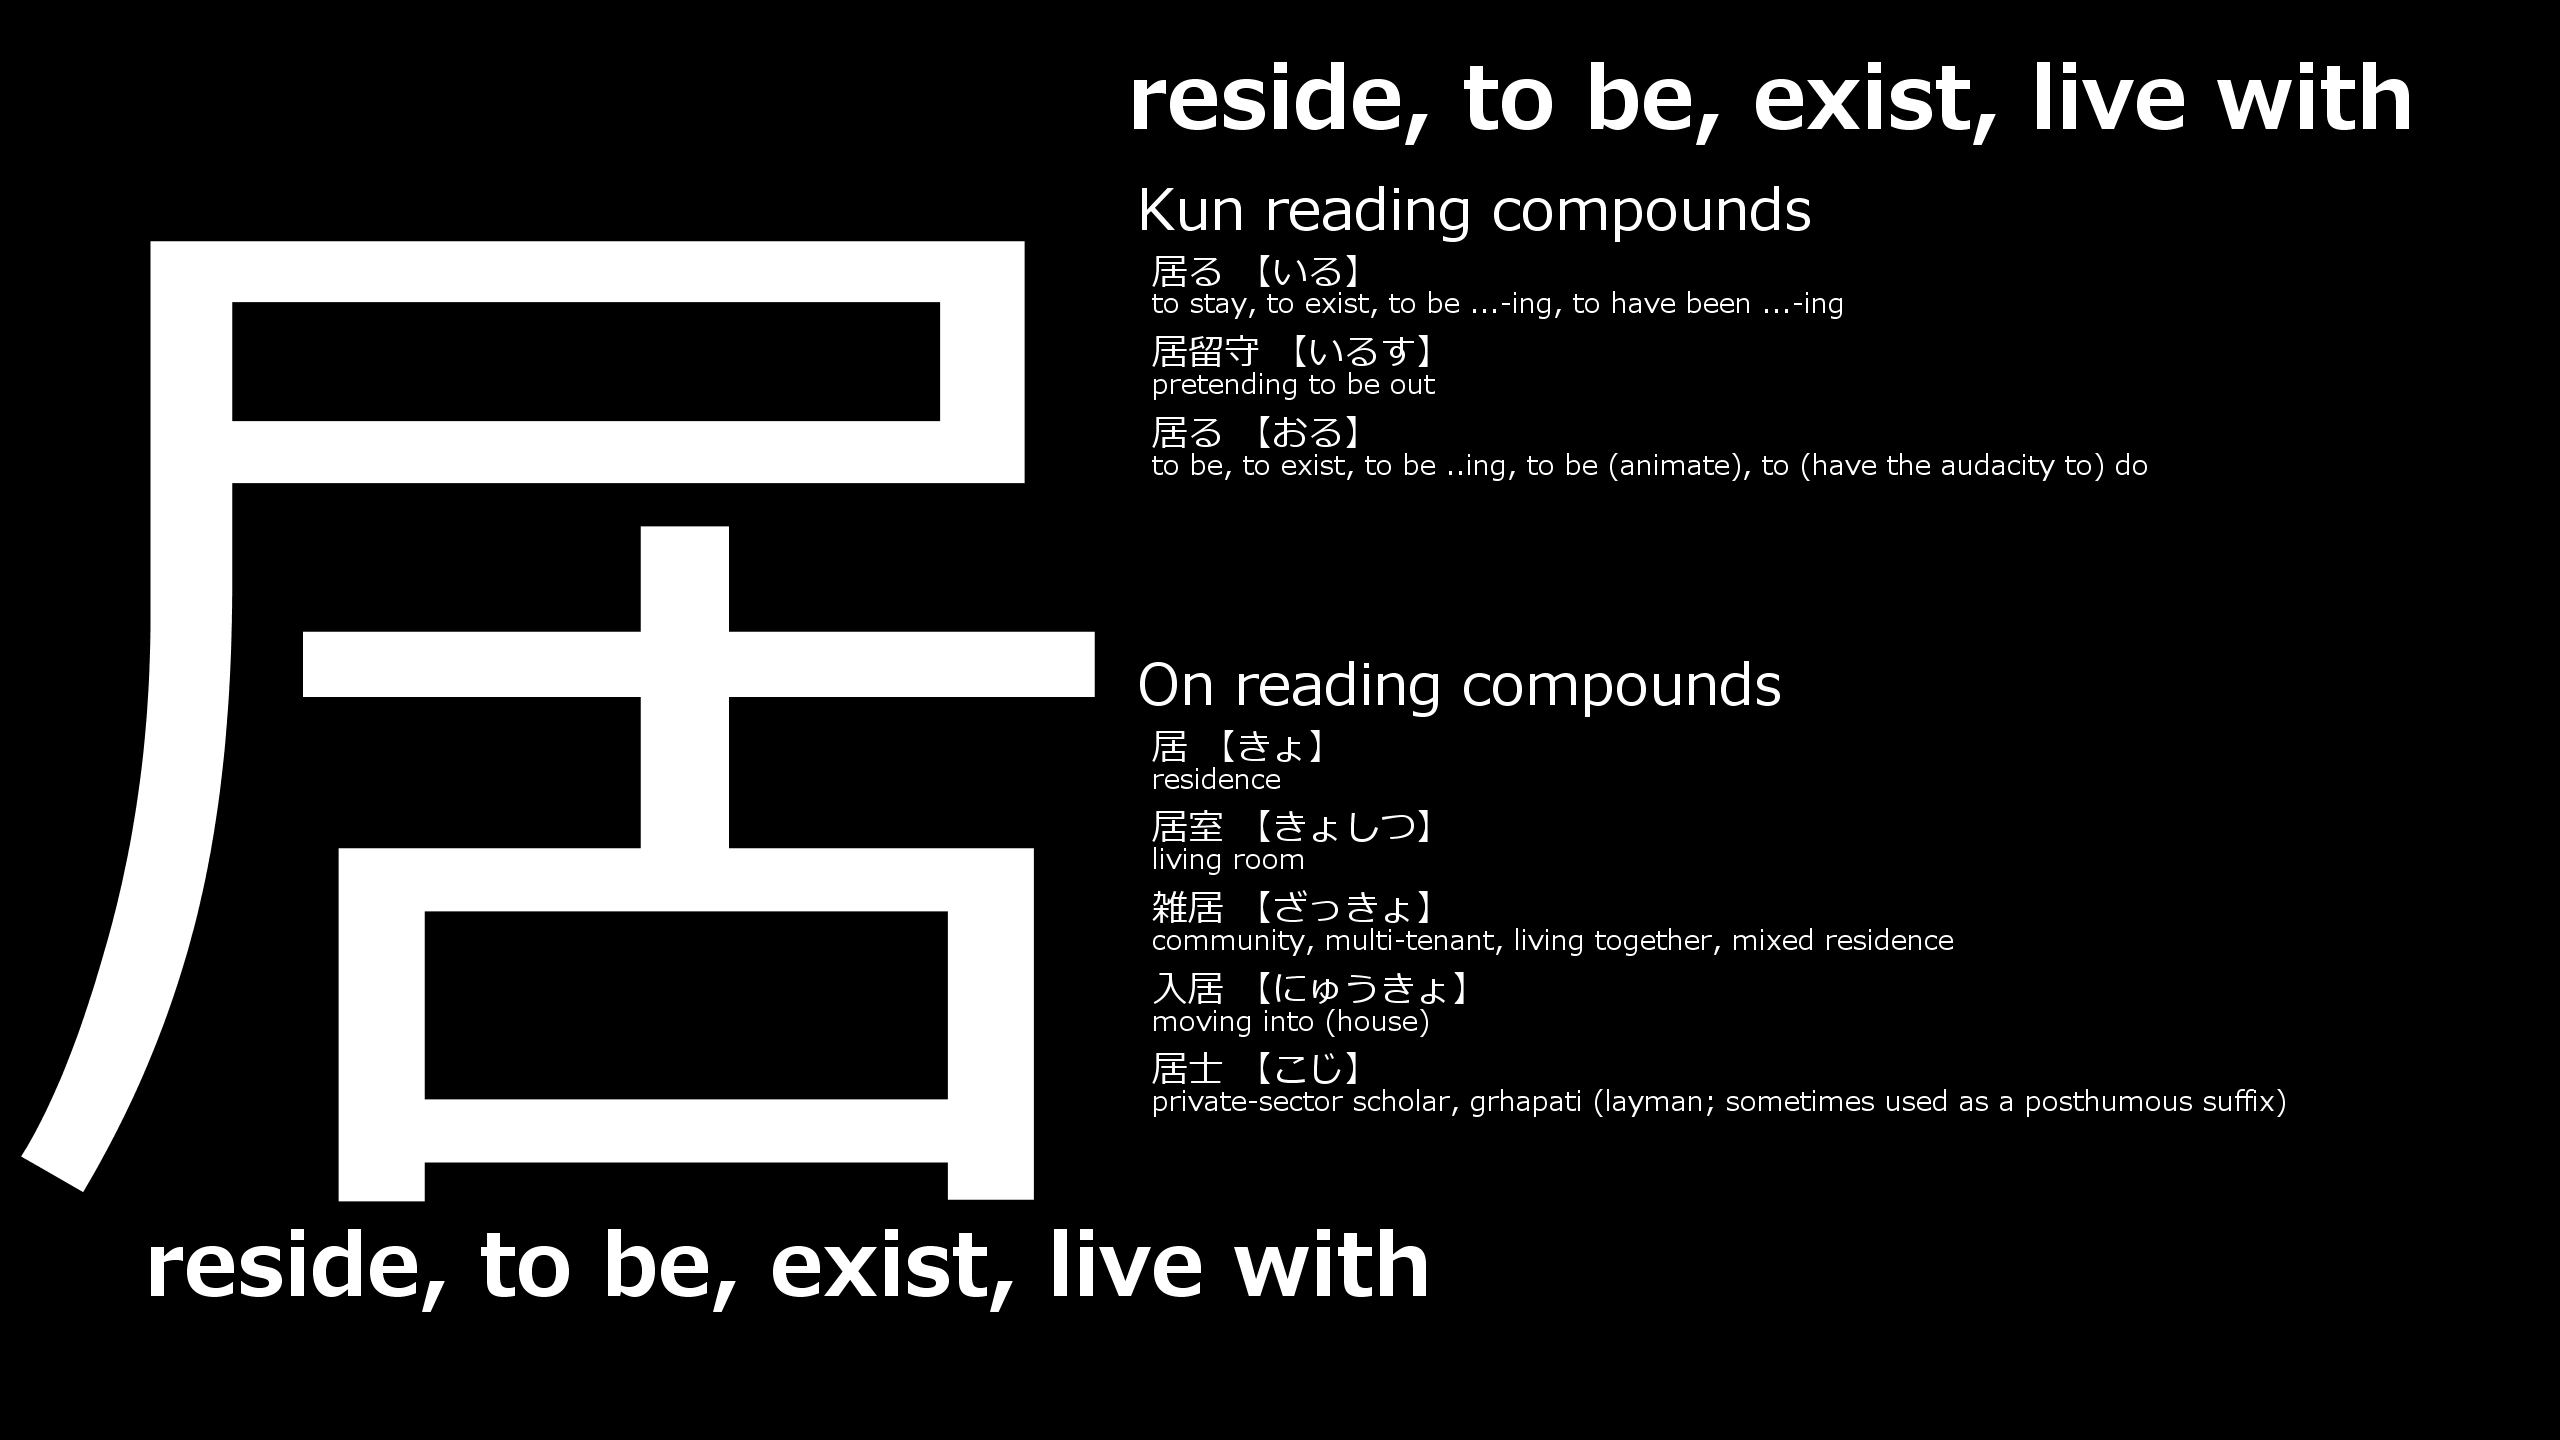 居
reside, to be, exist, live with
reside, to be, exist, live with
Kun reading compounds
居る 【いる】
to stay, to exist, to be ...-ing, to have been ...-ing
居留守 【いるす】
pretending to be out
居る 【おる】
to be, to exist, to be ..ing, to be (animate), to (have the audacity to) do
On reading compounds
居 【きょ】
residence
居室 【きょしつ】
living room
雑居 【ざっきょ】
community, multi-tenant, living together, mixed residence
入居 【にゅうきょ】
moving into (house)
居士 【こじ】
private-sector scholar, grhapati (layman; sometimes used as a posthumous suffix)